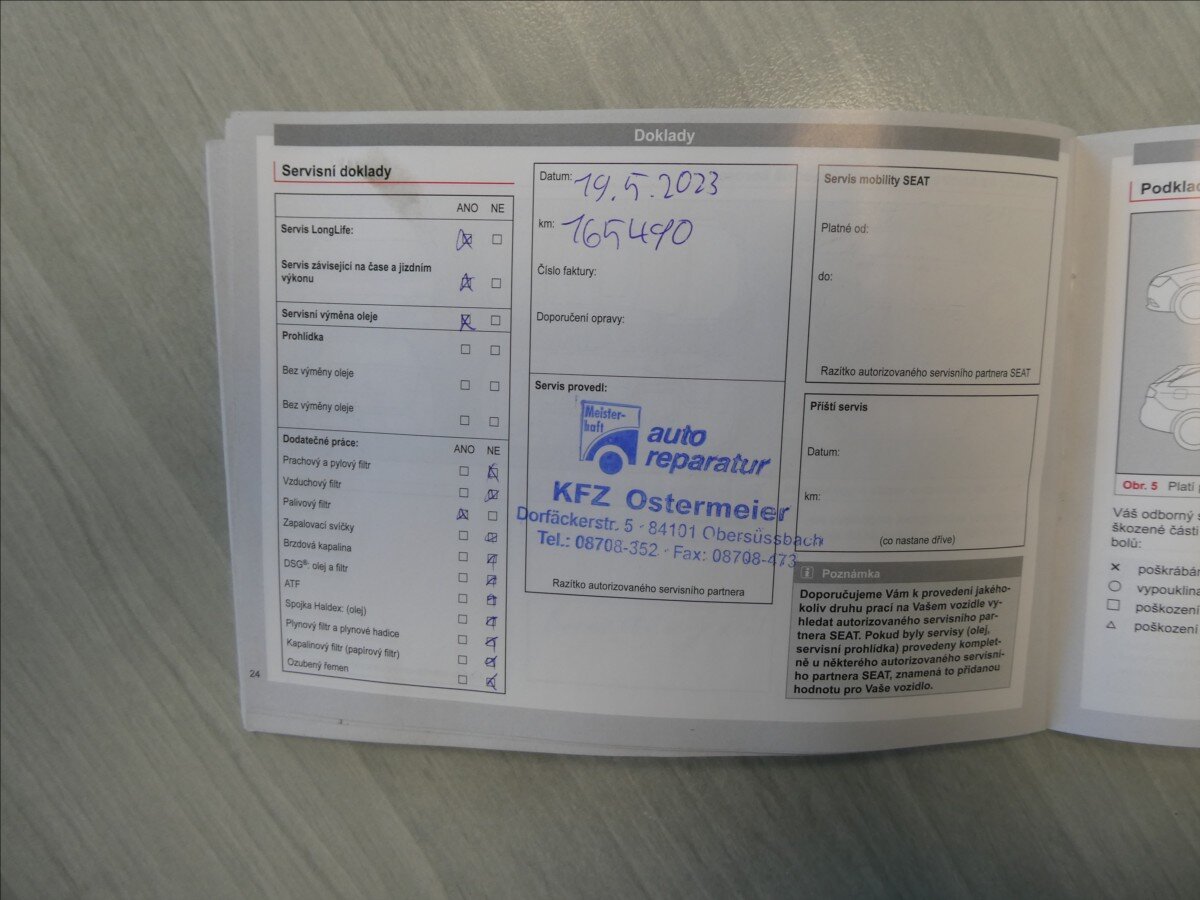 Doklady
Servisní doklady
ANO NE
Servis LongLife:
Servis závisející na čase a jízdním
výkonu
Servisní výměna oleje
Prohlídka
Bez výměny oleje
Bez výměny oleje
Dodatečné práce: ANO NE
Prachový a pylový filtr
Vzduchový filtr
Palivový filtr
Zapalovací svíčky
Brzdová kapalina
DSG®: olej a filtr
ATF
Spojka Haldex: (olej)
Plynový filtr a plynové hadice
Kapalinový filtr (papírový filtr)
Ozubený řemen
24
Datum: 19.5.2023
km: 165490
Číslo faktury:
Doporučení opravy:
Servis provedl:
Meister-
haft
auto
reparatur
KFZ Ostermeier
Dorfäckerstr. 5 · 84101 Obersüssbach
Tel.: 08708-352 · Fax: 08708-473
Razítko autorizovaného servisního partnera
Servis mobility SEAT
Platné od:
do:
Razítko autorizovaného servisního partnera SEAT
Příští servis
Datum:
km:
(co nastane dříve)
Poznámka
Doporučujeme Vám k provedení jakého-
koliv druhu prací na Vašem vozidle vy-
hledat autorizovaného servisního par-
tnera SEAT. Pokud byly servisy (olej,
servisní prohlídka) provedeny komplet-
ně u některého autorizovaného servisní-
ho partnera SEAT, znamená to přidanou
hodnotu pro Vaše vozidlo.
Obr. 5 Platí
Váš odborný
škozené části
bolů:
poškození
poškození